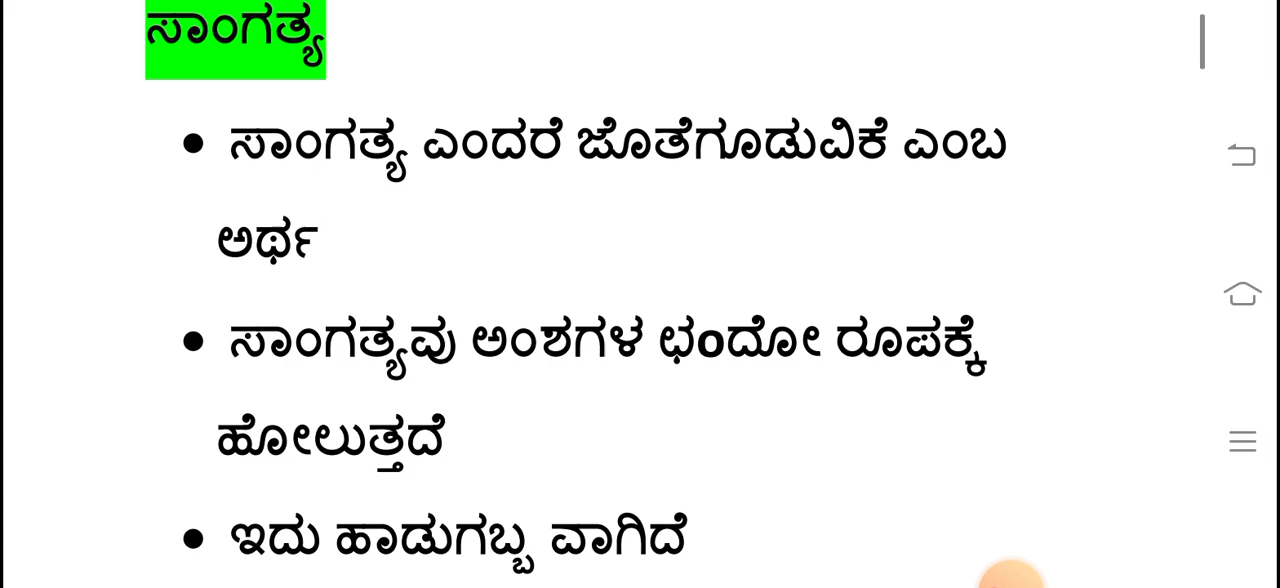 ಸಾಂಗತ್ಯ
• ಸಾಂಗತ್ಯ ಎಂದರೆ ಜೊತೆಗೂಡುವಿಕೆ ಎಂಬ
ಅರ್ಥ
• ಸಾಂಗತ್ಯವು ಅಂಶಗಳ ಛಂದೋ ರೂಪಕ್ಕೆ
ಹೋಲುತ್ತದೆ
• ಇದು ಹಾಡುಗಬ್ಬ ವಾಗಿದೆ